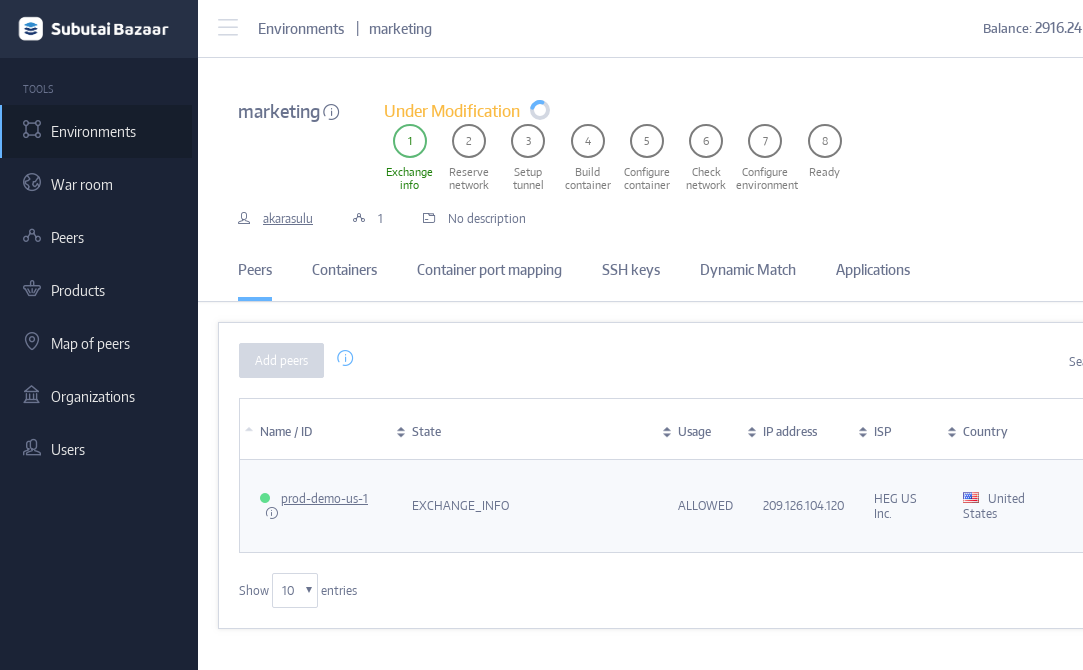 Subutai Bazaar
Environments | marketing
Balance: 2916.24
TOOLS
Environments
War room
Peers
Products
Map of peers
Organizations
Users
marketing
Under Modification
1 2 3 4 5 6 7 8
Exchange info
Reserve network
Setup tunnel
Build container
Configure container
Check network
Configure environment
Ready
akarasulu 1 No description
Peers Containers Container port mapping SSH keys Dynamic Match Applications
Add peers
Name / ID State Usage IP address ISP Country
prod-demo-us-1 EXCHANGE_INFO ALLOWED 209.126.104.120 HEG US Inc. United States
Show 10 entries